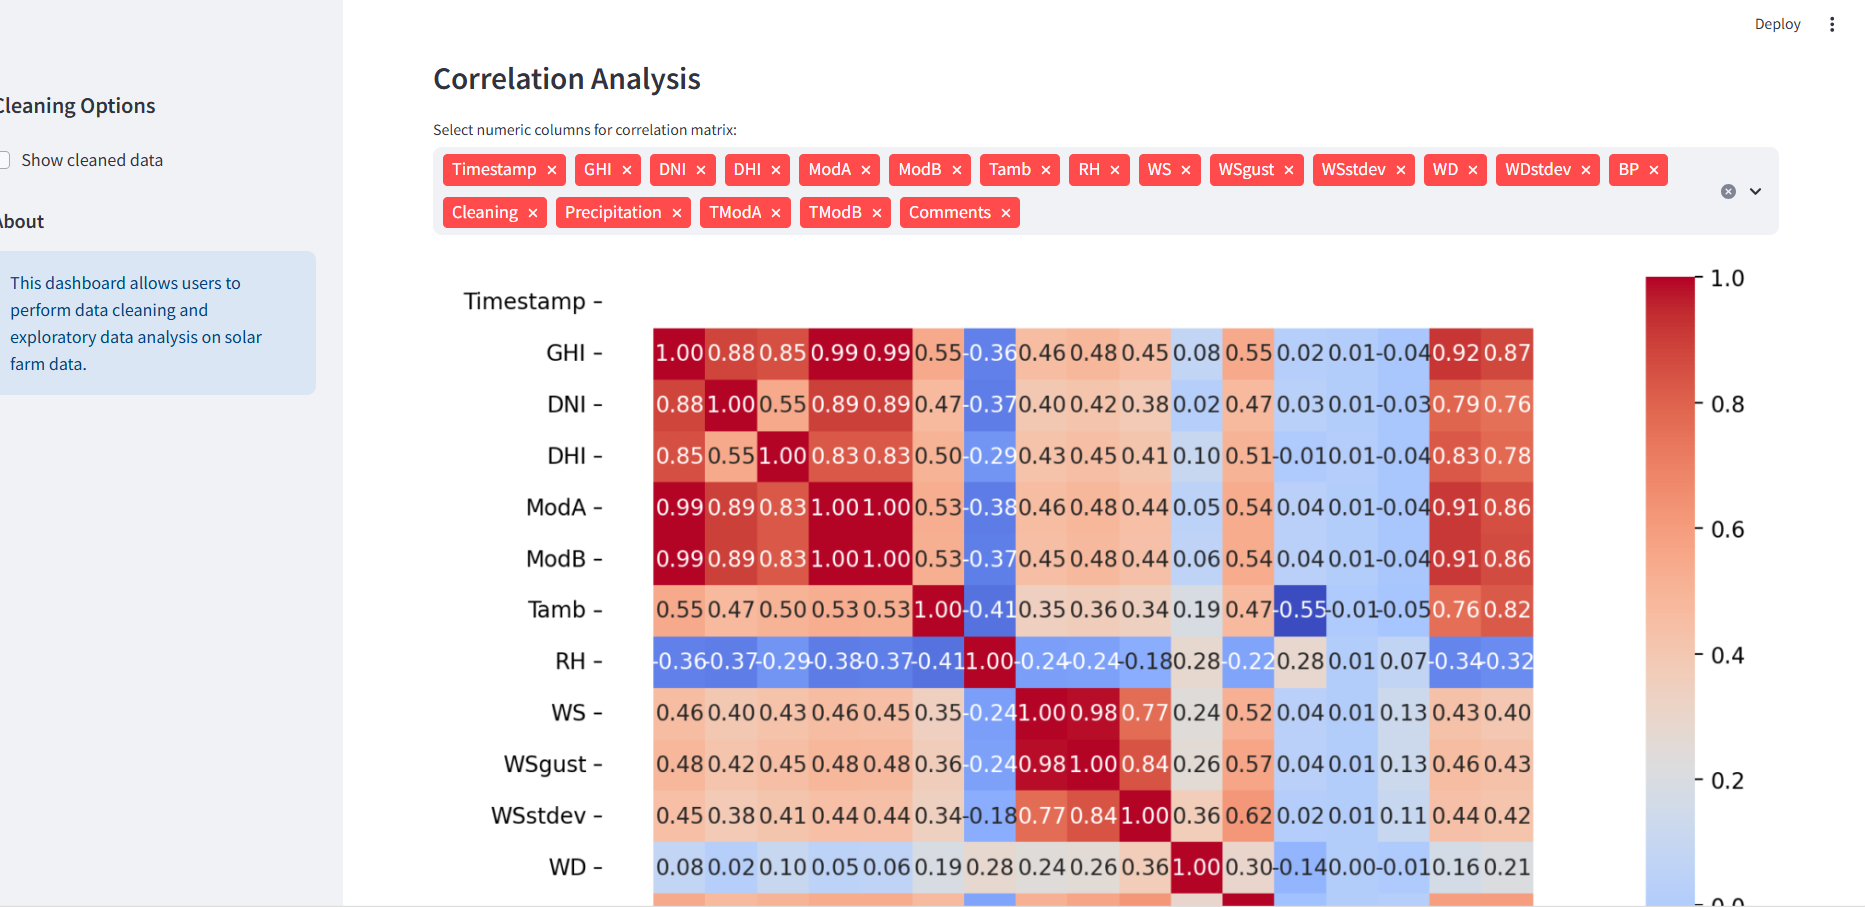 Deploy
Correlation Analysis
Cleaning Options
Select numeric columns for correlation matrix:
Show cleaned data
Timestamp × GHI × DNI × DHI × ModA × ModB × Tamb × RH × WS × WSgust × WSstdev × WD × WDstdev × BP ×
Cleaning × Precipitation × TModA × TModB × Comments ×
About
This dashboard allows users to
perform data cleaning and
exploratory data analysis on solar
farm data.
Timestamp
GHI 1.00 0.88 0.85 0.99 0.99 0.55 -0.36 0.46 0.48 0.45 0.08 0.55 0.02 0.01 -0.04 0.92 0.87
DNI 0.88 1.00 0.55 0.89 0.89 0.47 -0.37 0.40 0.42 0.38 0.02 0.47 0.03 0.01 -0.03 0.79 0.76
DHI 0.85 0.55 1.00 0.83 0.83 0.50 -0.29 0.43 0.45 0.41 0.10 0.51 -0.01 0.01 -0.04 0.83 0.78
ModA 0.99 0.89 0.83 1.00 1.00 0.53 -0.38 0.46 0.48 0.44 0.05 0.54 0.04 0.01 -0.04 0.91 0.86
ModB 0.99 0.89 0.83 1.00 1.00 0.53 -0.37 0.45 0.48 0.44 0.06 0.54 0.04 0.01 -0.04 0.91 0.86
Tamb 0.55 0.47 0.50 0.53 0.53 1.00 -0.41 0.35 0.36 0.34 0.19 0.47 -0.55 -0.01 -0.05 0.76 0.82
RH -0.36 -0.37 -0.29 -0.38 -0.37 -0.41 1.00 -0.24 -0.24 -0.18 0.28 -0.22 0.28 0.01 0.07 -0.34 -0.32
WS 0.46 0.40 0.43 0.46 0.45 0.35 -0.24 1.00 0.98 0.77 0.24 0.52 0.04 0.01 0.13 0.43 0.40
WSgust 0.48 0.42 0.45 0.48 0.48 0.36 -0.24 0.98 1.00 0.84 0.26 0.57 0.04 0.01 0.13 0.46 0.43
WSstdev 0.45 0.38 0.41 0.44 0.44 0.34 -0.18 0.77 0.84 1.00 0.36 0.62 0.02 0.01 0.11 0.44 0.42
WD 0.08 0.02 0.10 0.05 0.06 0.19 0.28 0.24 0.26 0.36 1.00 0.30 -0.14 0.00 -0.01 0.16 0.21
1.0
0.8
0.6
0.4
0.2
0.0